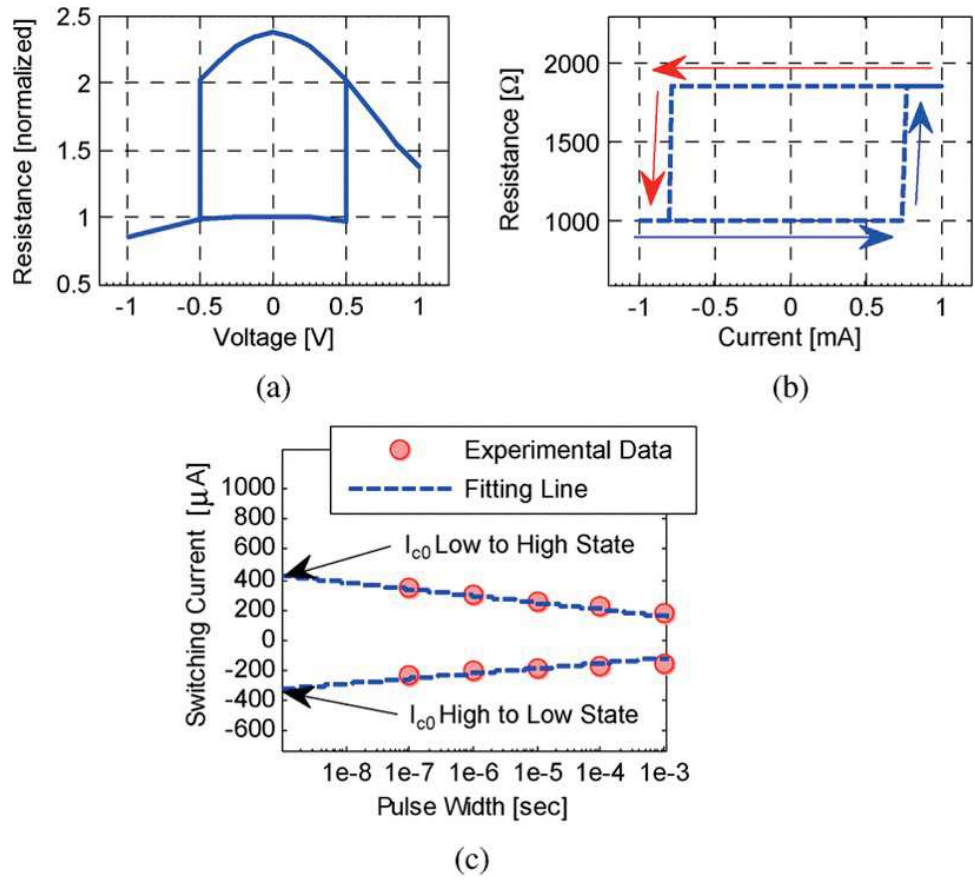 2.5
2
1.5
1
0.5
Resistance [normalized]
-1 -0.5 0 0.5 1
Voltage [V]
(a)
2000
1500
1000
Resistance [Ω]
-1 -0.5 0 0.5 1
Current [mA]
(b)
Experimental Data
Fitting Line
1000
800
600
400
200
0
-200
-400
-600
Switching Current [μA]
Ic0 Low to High State
Ic0 High to Low State
1e-8 1e-7 1e-6 1e-5 1e-4 1e-3
Pulse Width [sec]
(c)